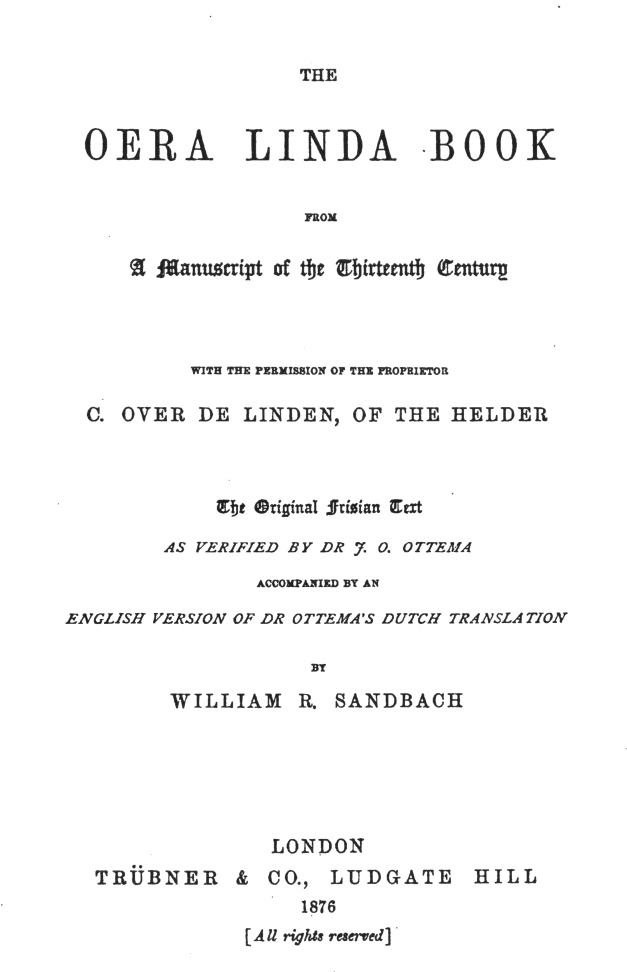 THE
OERA LINDA BOOK
FROM
A Manuscript of the Thirteenth Century
WITH THE PERMISSION OF THE PROPRIETOR
C. OVER DE LINDEN, OF THE HELDER
The Original Frisian Text
AS VERIFIED BY DR J. O. OTTEMA
ACCOMPANIED BY AN
ENGLISH VERSION OF DR OTTEMA'S DUTCH TRANSLATION
BY
WILLIAM R. SANDBACH
LONDON
TRÜBNER & CO., LUDGATE HILL
1876
[All rights reserved]